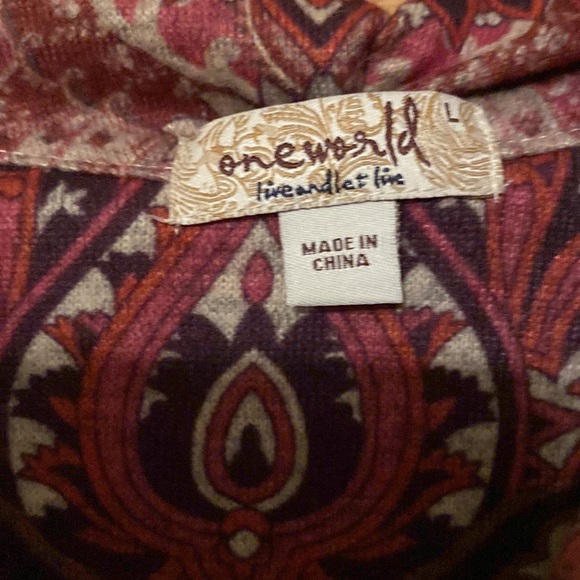 oneworld
live and let live
L
MADE IN
CHINA